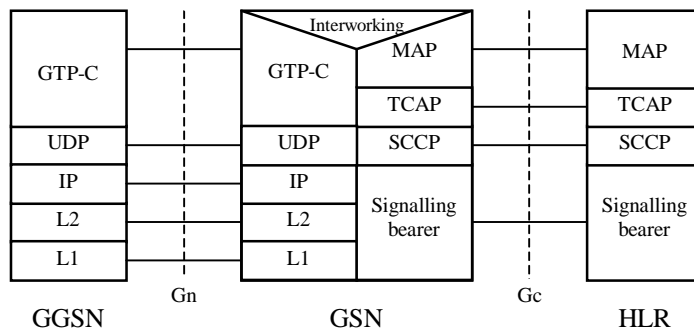 Interworking
GTP-C GTP-C MAP MAP
TCAP TCAP
UDP UDP SCCP SCCP
IP IP
L2 L2 Signalling bearer Signalling bearer
L1 L1
Gn Gc
GGSN GSN HLR